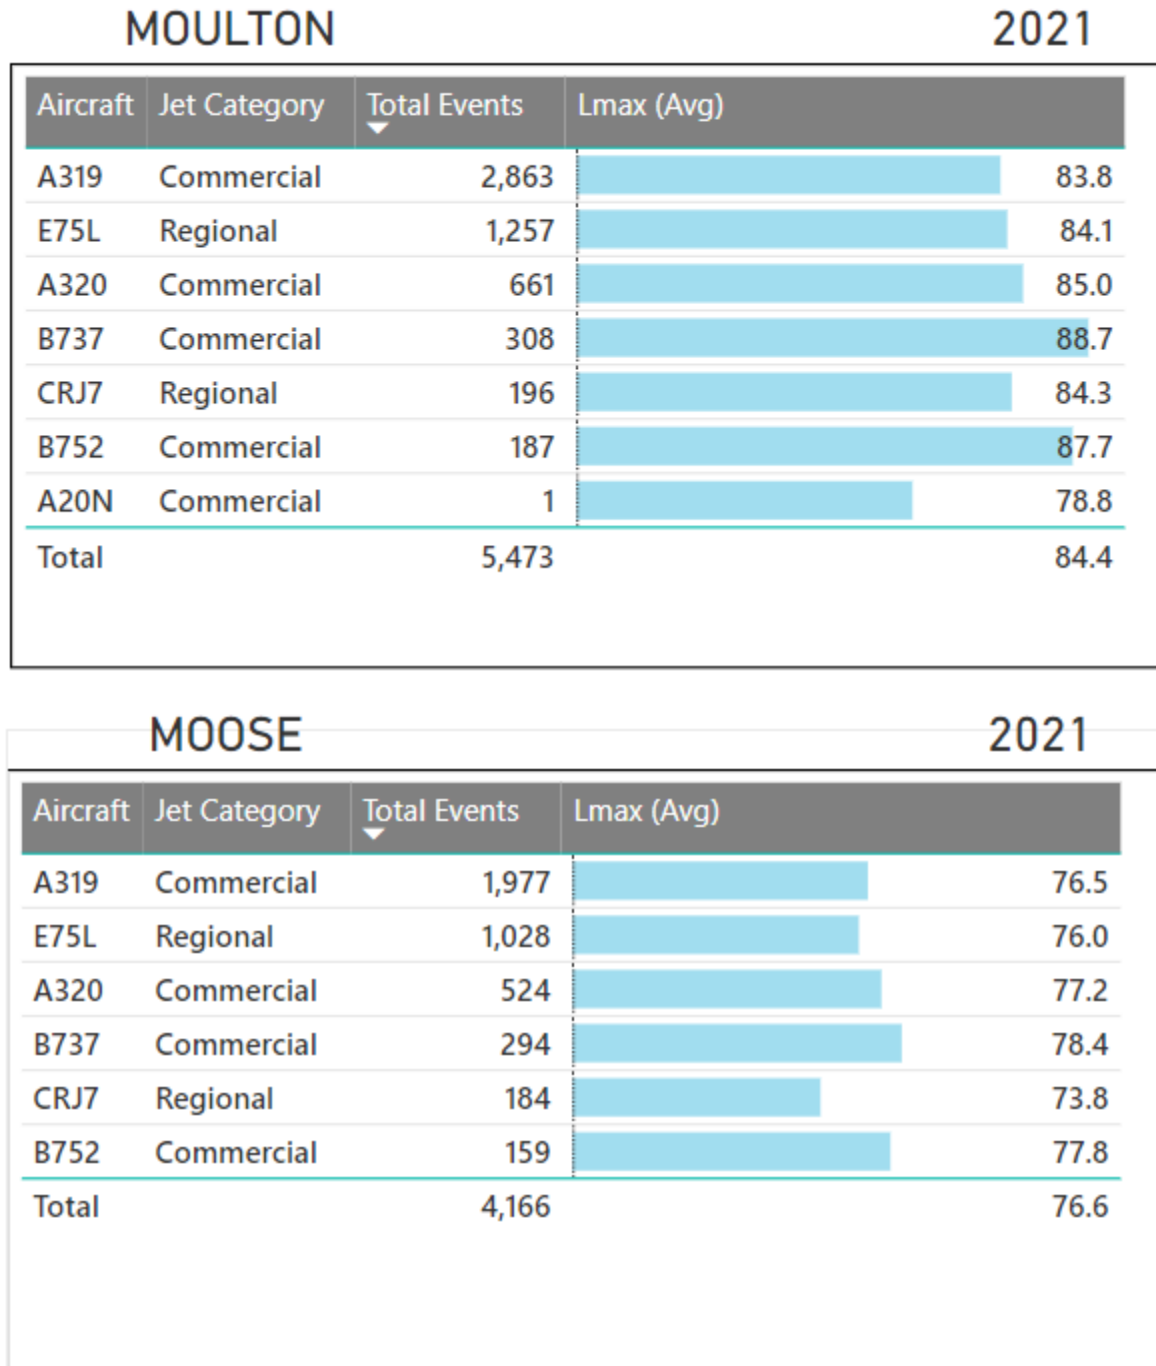 MOULTON 2021
Aircraft Jet Category Total Events Lmax (Avg)
A319 Commercial 2,863 83.8
E75L Regional 1,257 84.1
A320 Commercial 661 85.0
B737 Commercial 308 88.7
CRJ7 Regional 196 84.3
B752 Commercial 187 87.7
A20N Commercial 1 78.8
Total 5,473 84.4
MOOSE 2021
Aircraft Jet Category Total Events Lmax (Avg)
A319 Commercial 1,977 76.5
E75L Regional 1,028 76.0
A320 Commercial 524 77.2
B737 Commercial 294 78.4
CRJ7 Regional 184 73.8
B752 Commercial 159 77.8
Total 4,166 76.6